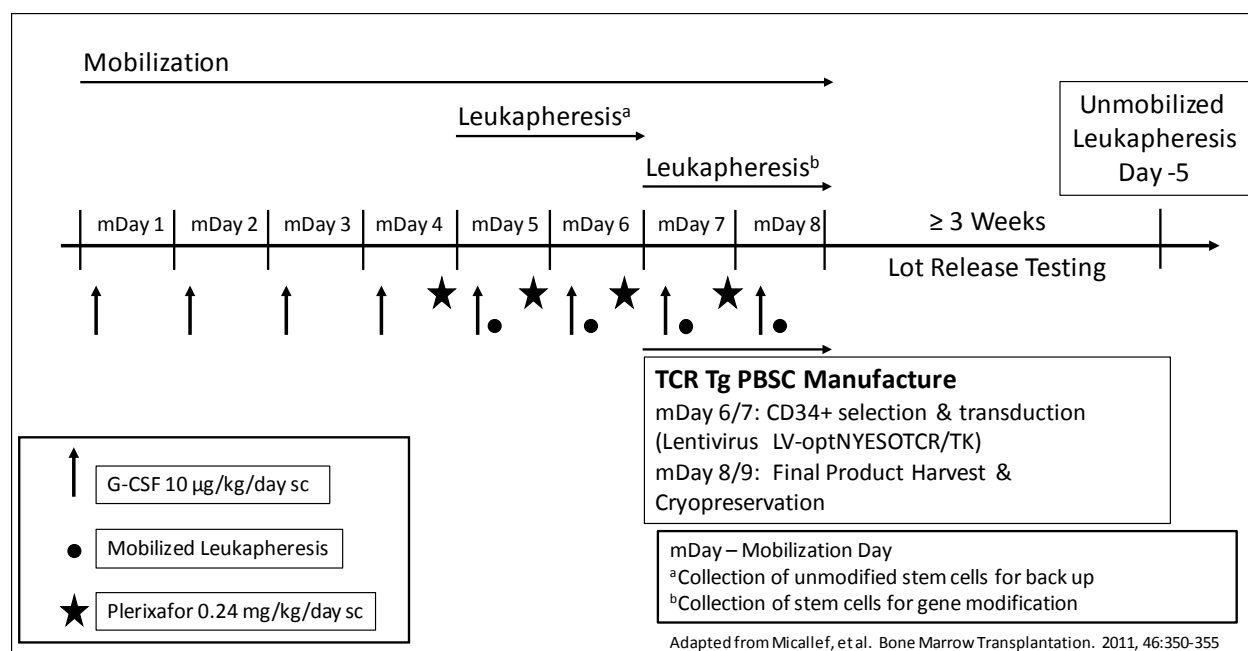 Mobilization
Leukapheresisᵃ
Leukapheresisᵇ
Unmobilized
Leukapheresis
Day -5
mDay 1
mDay 2
mDay 3
mDay 4
mDay 5
mDay 6
mDay 7
mDay 8
≥ 3 Weeks
Lot Release Testing
TCR Tg PBSC Manufacture
mDay 6/7: CD34+ selection & transduction
(Lentivirus LV-optNYESOTCR/TK)
mDay 8/9: Final Product Harvest &
Cryopreservation
G-CSF 10 µg/kg/day sc
Mobilized Leukapheresis
Plerixafor 0.24 mg/kg/day sc
mDay – Mobilization Day
ᵃCollection of unmodified stem cells for back up
ᵇCollection of stem cells for gene modification
Adapted from Micallef, et al. Bone Marrow Transplantation. 2011, 46:350-355